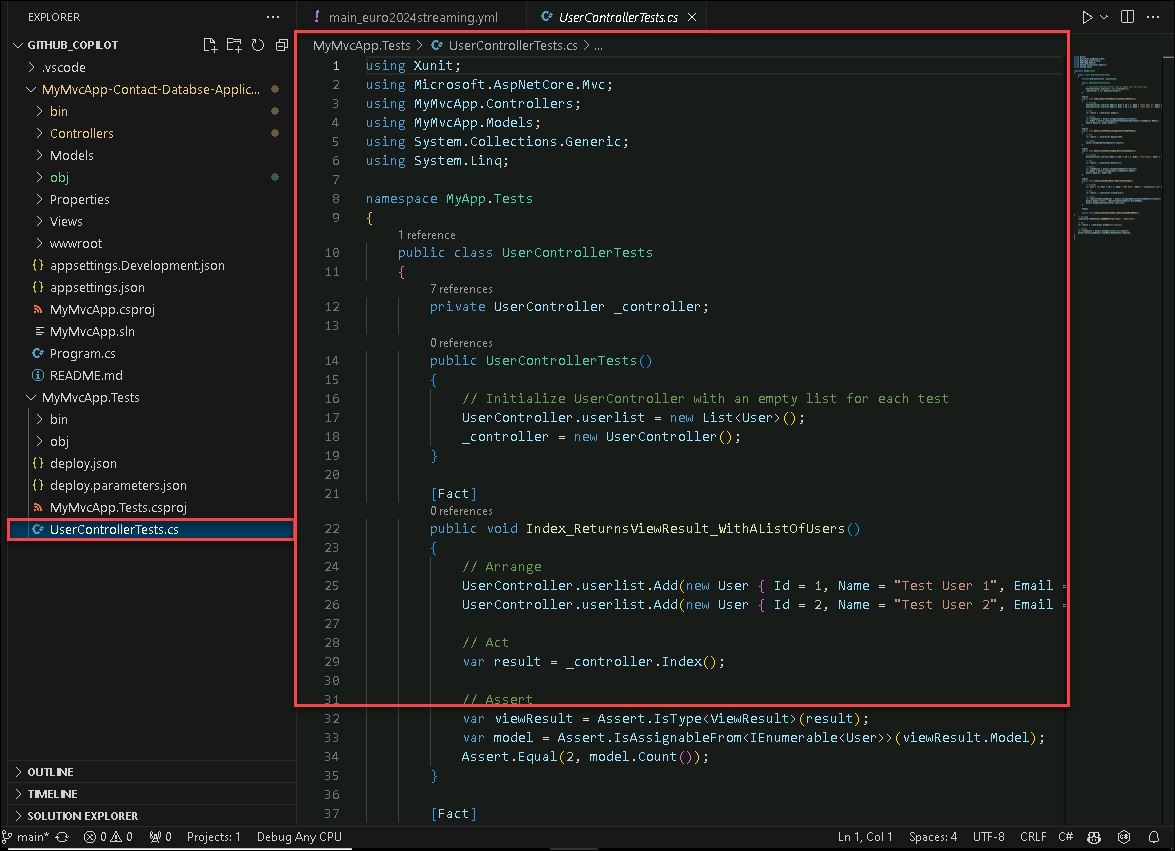 EXPLORER
GITHUB_COPILOT
.vscode
MyMvcApp-Contact-Databse-Applic...
bin
Controllers
Models
obj
Properties
Views
wwwroot
appsettings.Development.json
appsettings.json
MyMvcApp.csproj
MyMvcApp.sln
Program.cs
README.md
MyMvcApp.Tests
bin
obj
deploy.json
deploy.parameters.json
MyMvcApp.Tests.csproj
UserControllerTests.cs
OUTLINE
TIMELINE
SOLUTION EXPLORER
! main_euro2024streaming.yml
UserControllerTests.cs
MyMvcApp.Tests > UserControllerTests.cs > ...
1 using Xunit;
2 using Microsoft.AspNetCore.Mvc;
3 using MyMvcApp.Controllers;
4 using MyMvcApp.Models;
5 using System.Collections.Generic;
6 using System.Linq;
7
8 namespace MyApp.Tests
9 {
1 reference
10 public class UserControllerTests
11 {
7 references
12 private UserController _controller;
13
0 references
14 public UserControllerTests()
15 {
16 // Initialize UserController with an empty list for each test
17 UserController.userlist = new List<User>();
18 _controller = new UserController();
19 }
20
21 [Fact]
0 references
22 public void Index_ReturnsViewResult_WithAListOfUsers()
23 {
24 // Arrange
25 UserController.userlist.Add(new User { Id = 1, Name = "Test User 1", Email =
26 UserController.userlist.Add(new User { Id = 2, Name = "Test User 2", Email =
27
28 // Act
29 var result = _controller.Index();
30
31 // Assert
32 var viewResult = Assert.IsType<ViewResult>(result);
33 var model = Assert.IsAssignableFrom<IEnumerable<User>>(viewResult.Model);
34 Assert.Equal(2, model.Count());
35 }
36
37 [Fact]
main* 0 0 0 Projects: 1 Debug Any CPU Ln 1, Col 1 Spaces: 4 UTF-8 CRLF C#